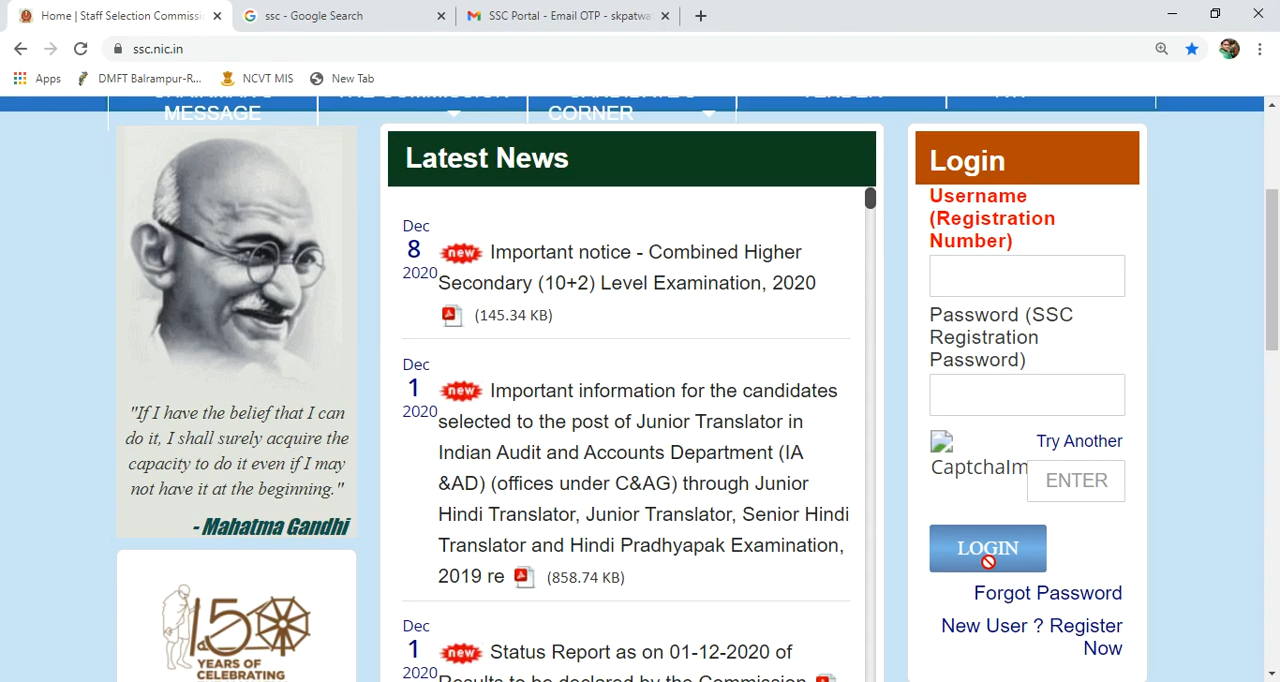 Home | Staff Selection Commissi
ssc - Google Search
SSC Portal - Email OTP - skpatwa
ssc.nic.in
Apps
DMFT Balrampur-R...
NCVT MIS
New Tab
MESSAGE
CORNER
Latest News
Dec
8
2020
new Important notice - Combined Higher
Secondary (10+2) Level Examination, 2020
(145.34 KB)
Dec
1
2020
new Important information for the candidates
selected to the post of Junior Translator in
Indian Audit and Accounts Department (IA
&AD) (offices under C&AG) through Junior
Hindi Translator, Junior Translator, Senior Hindi
Translator and Hindi Pradhyapak Examination,
2019 re (858.74 KB)
Dec
1
2020
new Status Report as on 01-12-2020 of
Results to be declared by the Commission
"If I have the belief that I can
do it, I shall surely acquire the
capacity to do it even if I may
not have it at the beginning."
- Mahatma Gandhi
150
YEARS OF
CELEBRATING
Login
Username
(Registration
Number)
Password (SSC
Registration
Password)
CaptchaIm
Try Another
ENTER
LOGIN
Forgot Password
New User ? Register
Now